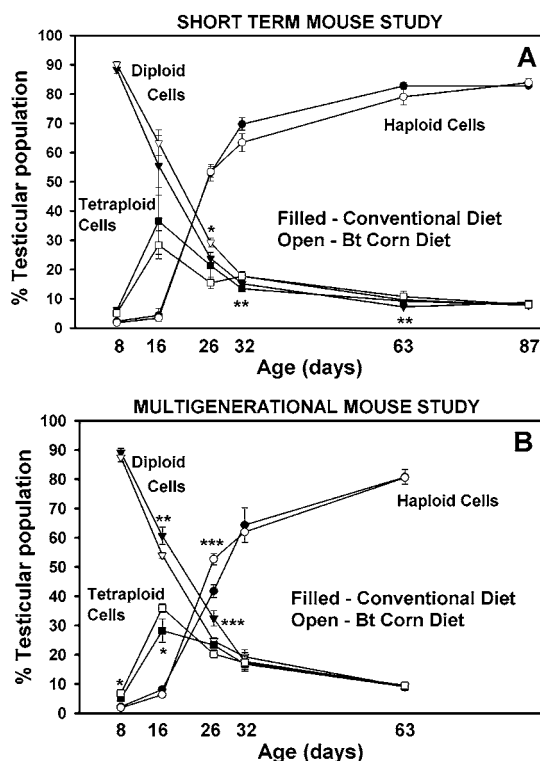 SHORT TERM MOUSE STUDY
A
% Testicular population
100
90
80
70
60
50
40
30
20
10
0
Diploid
Cells
Tetraploid
Cells
Haploid Cells
*
Filled - Conventional Diet
Open - Bt Corn Diet
**
**
8 16 26 32 63 87
Age (days)
MULTIGENERATIONAL MOUSE STUDY
B
% Testicular population
100
90
80
70
60
50
40
30
20
10
0
Diploid
Cells
Haploid Cells
**
***
Tetraploid
Cells
Filled - Conventional Diet
Open - Bt Corn Diet
***
*
*
8 16 26 32 63
Age (days)